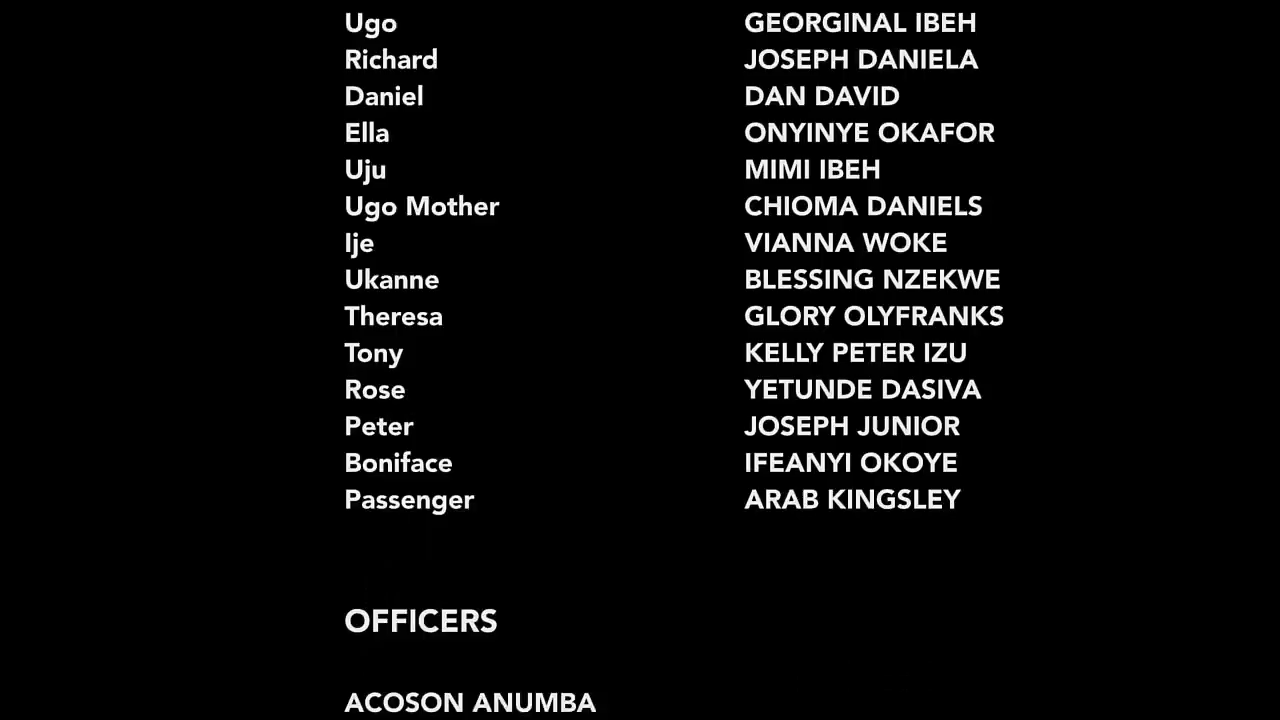 Ugo GEORGINAL IBEH
Richard JOSEPH DANIELA
Daniel DAN DAVID
Ella ONYINYE OKAFOR
Uju MIMI IBEH
Ugo Mother CHIOMA DANIELS
Ije VIANNA WOKE
Ukanne BLESSING NZEKWE
Theresa GLORY OLYFRANKS
Tony KELLY PETER IZU
Rose YETUNDE DASIVA
Peter JOSEPH JUNIOR
Boniface IFEANYI OKOYE
Passenger ARAB KINGSLEY
OFFICERS
ACOSON ANUMBA